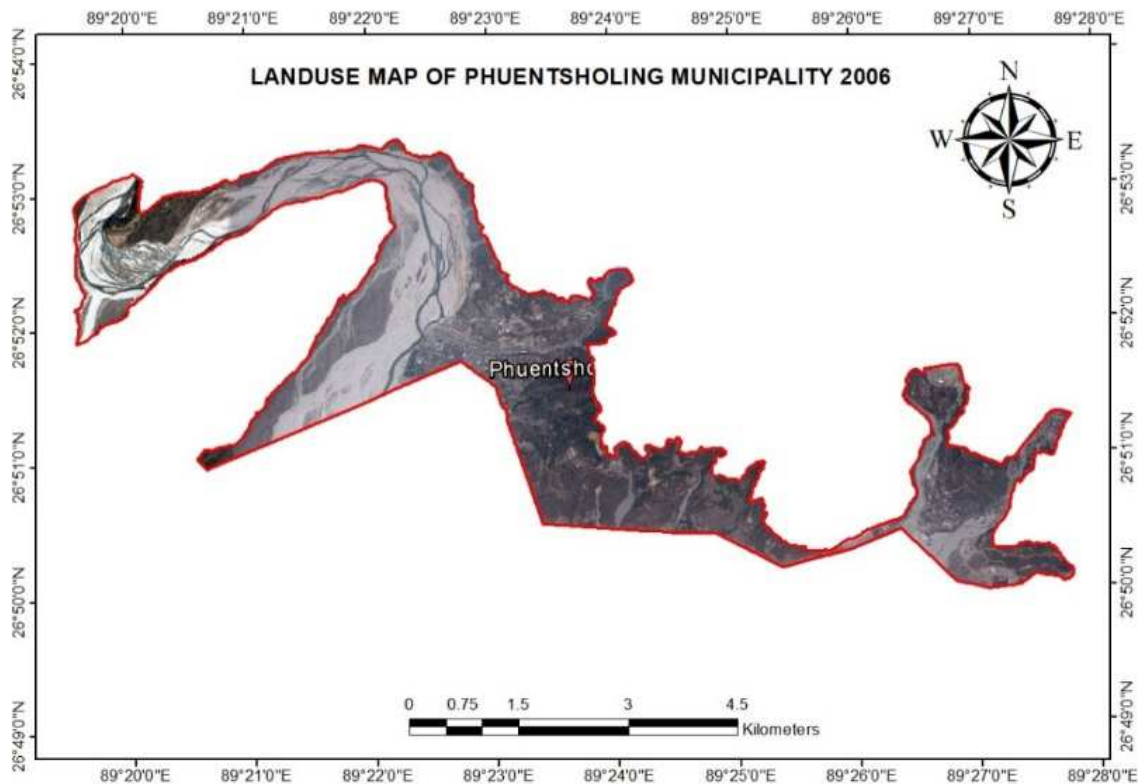 89°20'0"E 89°21'0"E 89°22'0"E 89°23'0"E 89°24'0"E 89°25'0"E 89°26'0"E 89°27'0"E 89°28'0"E
LANDUSE MAP OF PHUENTSHOLING MUNICIPALITY 2006
N
W E
S
26°54'0"N
26°53'0"N
26°52'0"N
26°51'0"N
26°50'0"N
26°49'0"N
Phuentsho
26°53'0"N
26°52'0"N
26°51'0"N
26°50'0"N
26°49'0"N
0 0.75 1.5 3 4.5
Kilometers
89°20'0"E 89°21'0"E 89°22'0"E 89°23'0"E 89°24'0"E 89°25'0"E 89°26'0"E 89°27'0"E 89°28'0"E